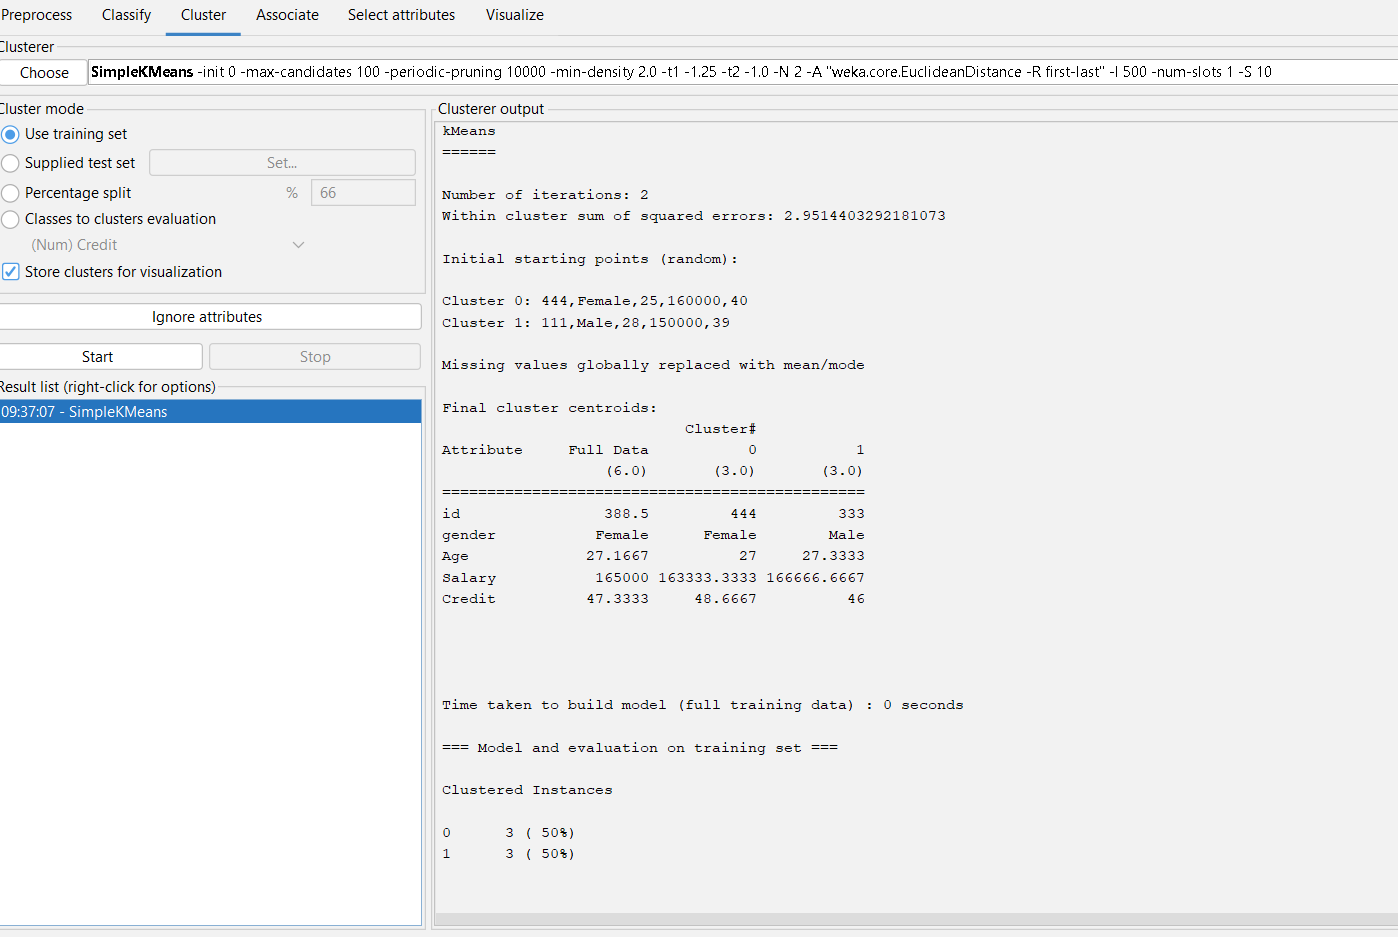 Preprocess Classify Cluster Associate Select attributes Visualize
Clusterer
Choose SimpleKMeans -init 0 -max-candidates 100 -periodic-pruning 10000 -min-density 2.0 -t1 -1.25 -t2 -1.0 -N 2 -A "weka.core.EuclideanDistance -R first-last" -I 500 -num-slots 1 -S 10
Cluster mode
Use training set
Supplied test set Set...
Percentage split % 66
Classes to clusters evaluation
(Num) Credit
Store clusters for visualization
Ignore attributes
Start Stop
Result list (right-click for options)
09:37:07 - SimpleKMeans
Clusterer output
kMeans
======
Number of iterations: 2
Within cluster sum of squared errors: 2.9514403292181073
Initial starting points (random):
Cluster 0: 444,Female,25,160000,40
Cluster 1: 111,Male,28,150000,39
Missing values globally replaced with mean/mode
Final cluster centroids:
Cluster#
Attribute Full Data 0 1
(6.0) (3.0) (3.0)
===============================================
id 388.5 444 333
gender Female Female Male
Age 27.1667 27 27.3333
Salary 165000 163333.3333 166666.6667
Credit 47.3333 48.6667 46
Time taken to build model (full training data) : 0 seconds
=== Model and evaluation on training set ===
Clustered Instances
0 3 ( 50%)
1 3 ( 50%)